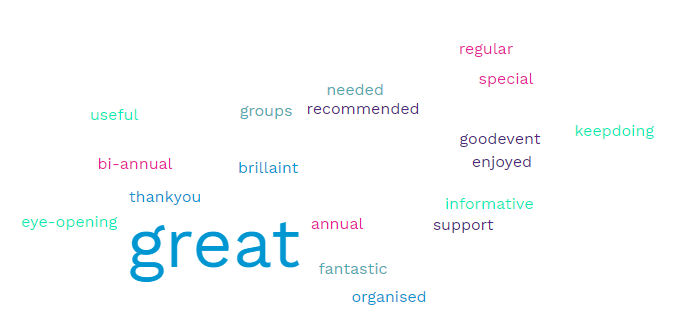 regular
special
needed
groups recommended
useful
keepdoing
goodevent
bi-annual
brillaint
enjoyed
thankyou
informative
eye-opening
great
annual
support
fantastic
organised